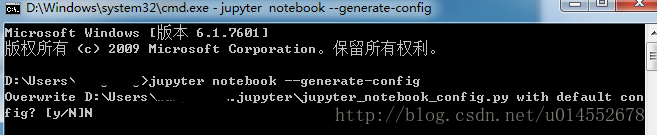 D:\Windows\system32\cmd.exe - jupyter notebook --generate-config
Microsoft Windows [版本 6.1.7601]
版权所有 (c) 2009 Microsoft Corporation。保留所有权利。
D:\Users\ >jupyter notebook --generate-config
Overwrite D:\Users\ .jupyter\jupyter_notebook_config.py with default con
fig? [y/N]N
http://blog.csdn.net/u014552678